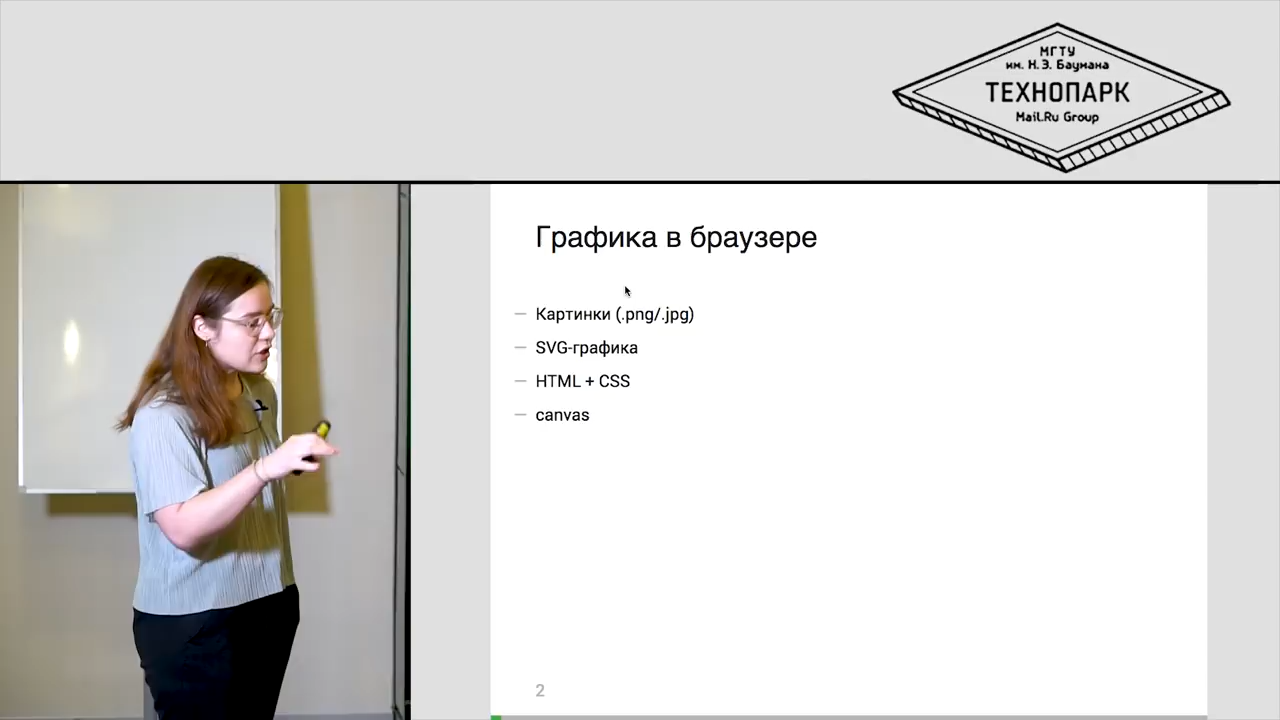 МГТУ
им. Н.Э. Баумана
ТЕХНОПАРК
Mail.Ru Group
Графика в браузере
— Картинки (.png/.jpg)
— SVG-графика
— HTML + CSS
— canvas
2